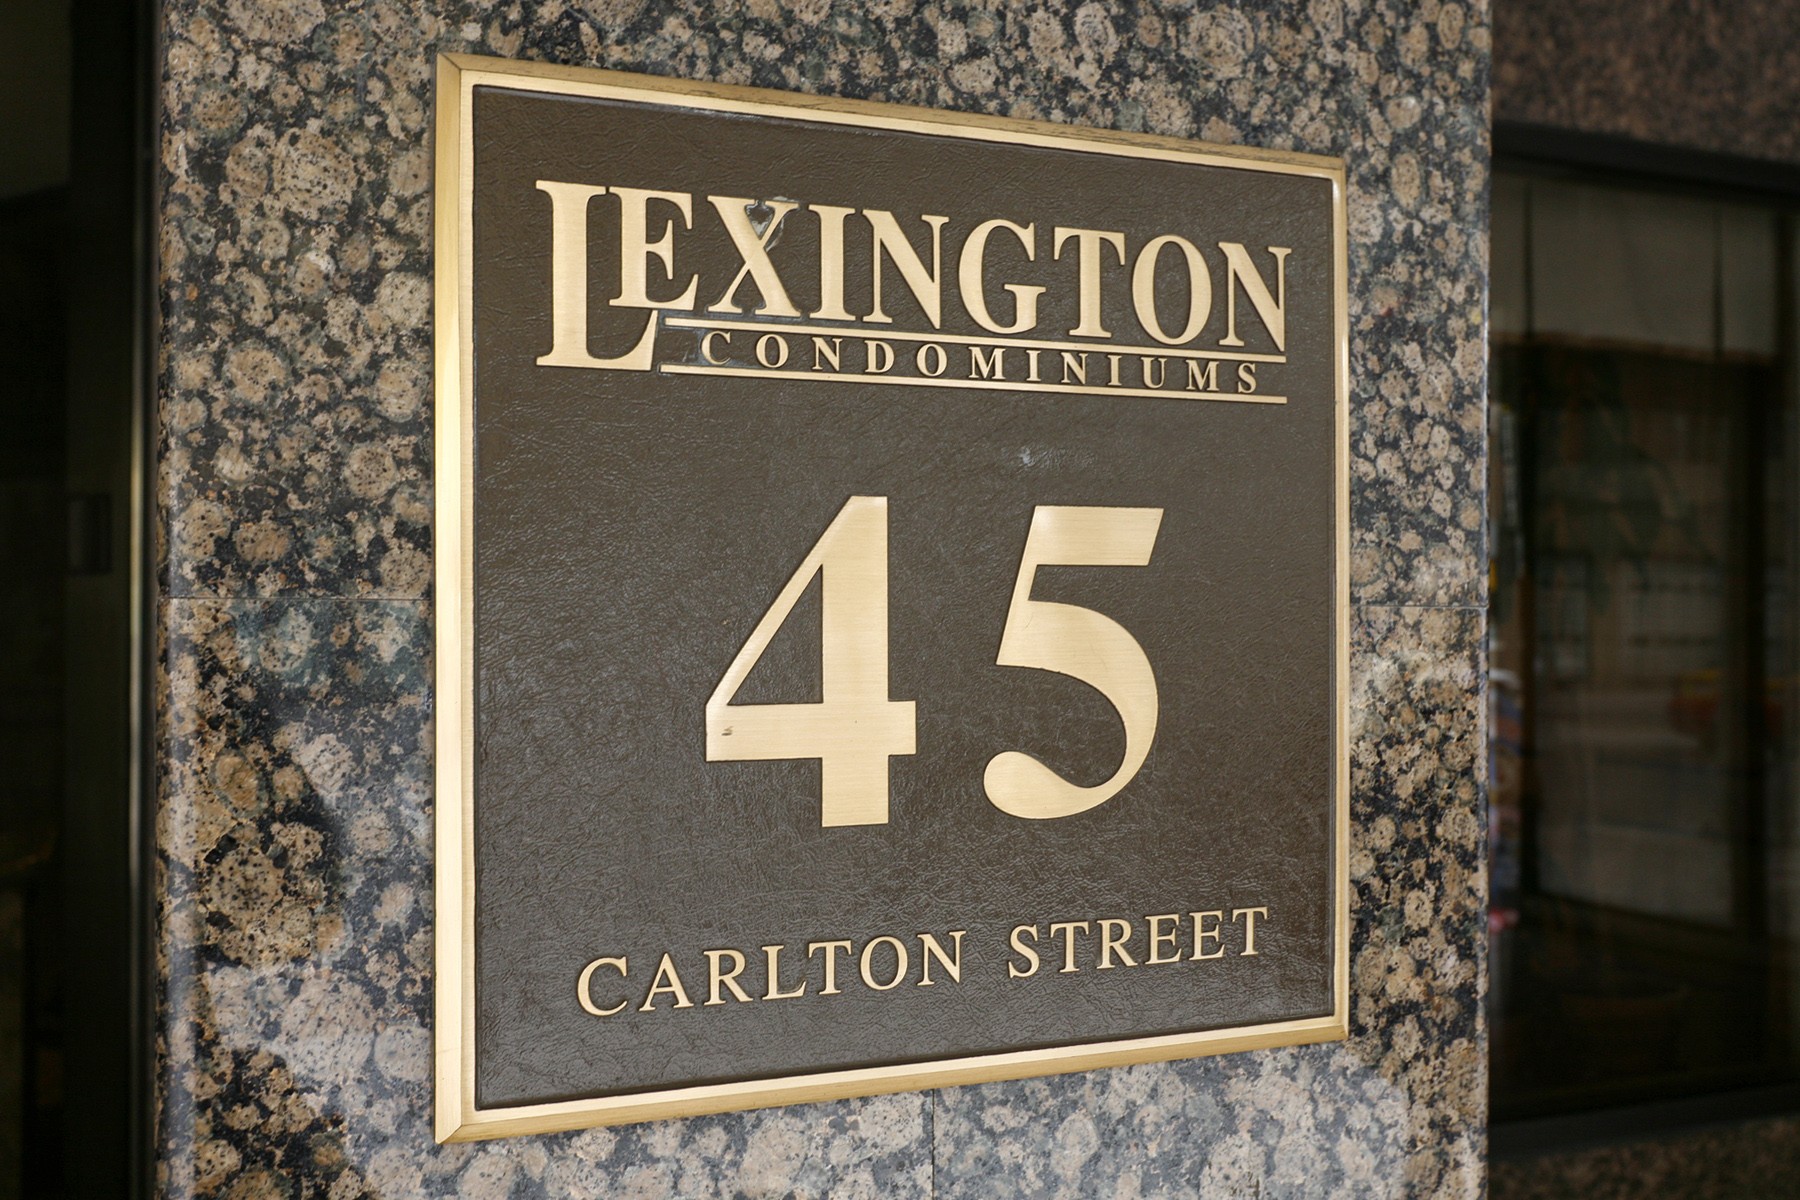 LEXINGTON
CONDOMINIUMS
45
CARLTON STREET